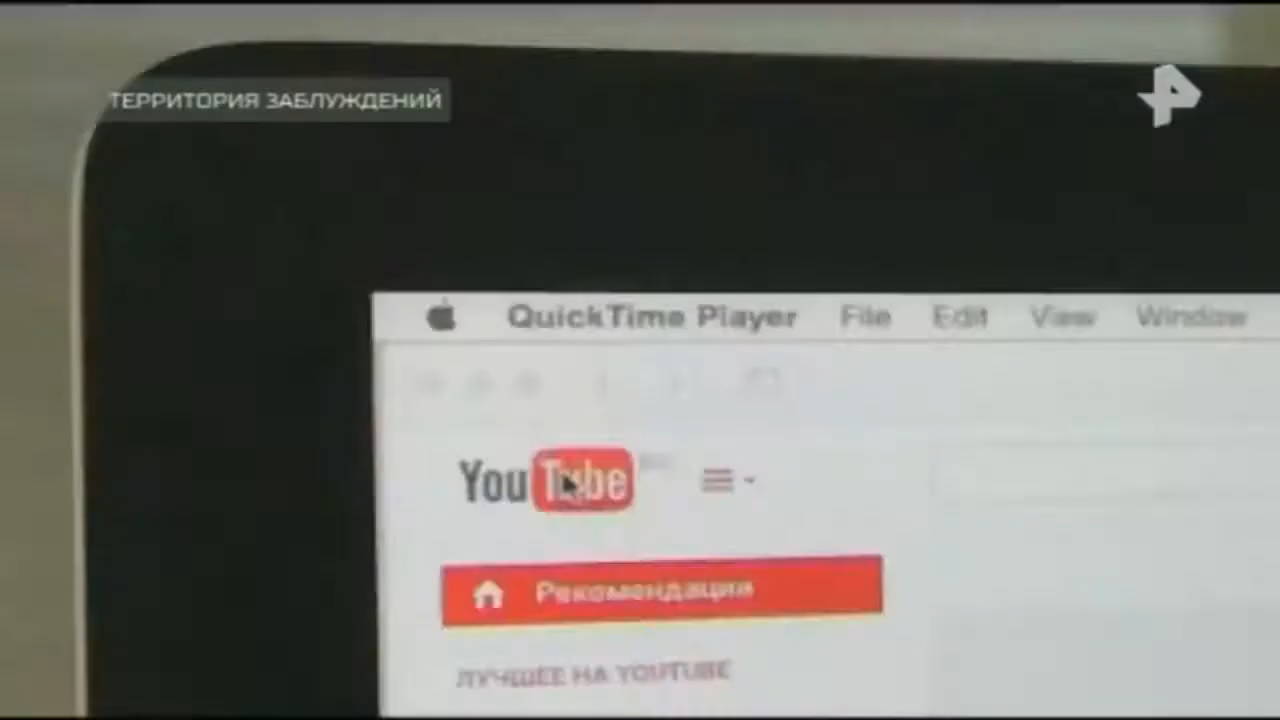 ТЕРРИТОРИЯ ЗАБЛУЖДЕНИЙ
QuickTime Player File Edit View Window
YouTube
Рекомендации
ЛУЧШЕЕ НА YOUTUBE